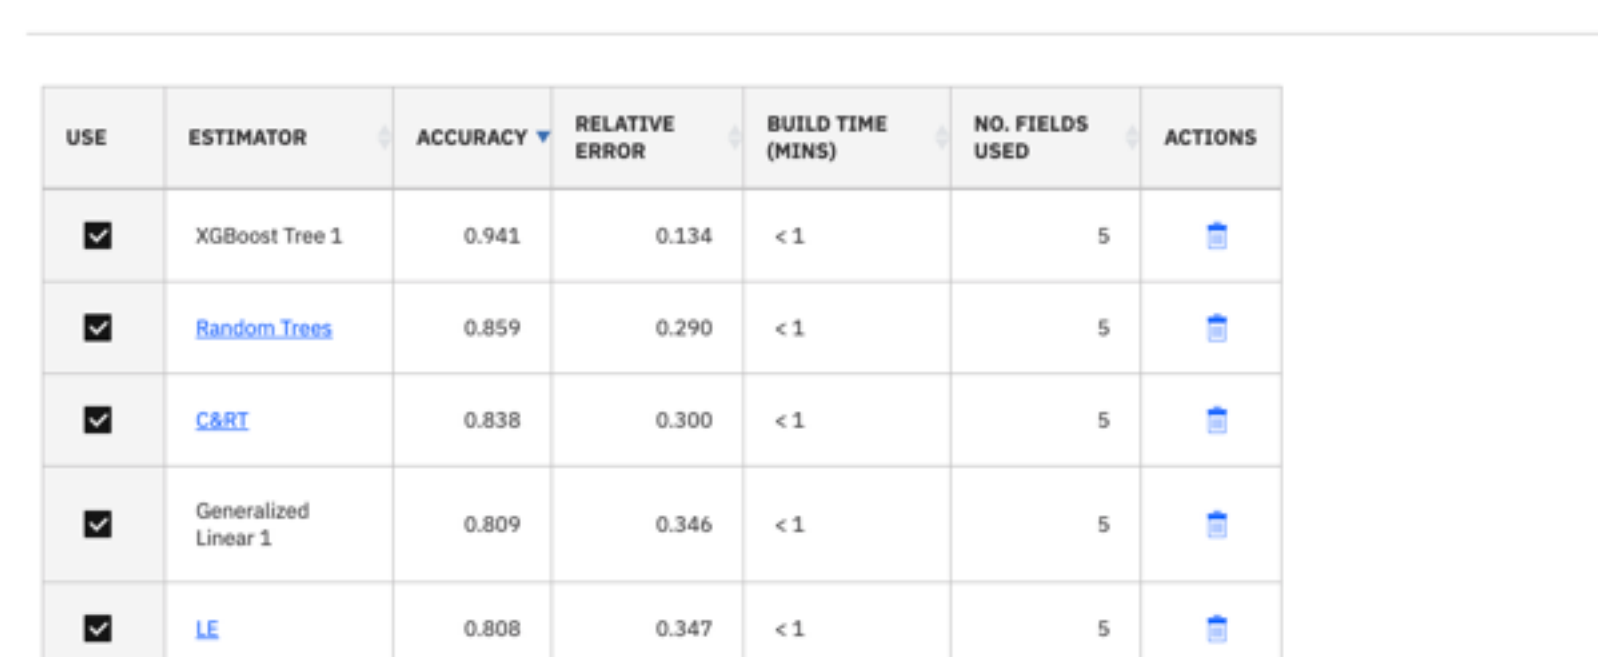 USE ESTIMATOR ACCURACY RELATIVE ERROR BUILD TIME (MINS) NO. FIELDS USED ACTIONS
XGBoost Tree 1 0.941 0.134 < 1 5
Random Trees 0.859 0.290 < 1 5
C&RT 0.838 0.300 < 1 5
Generalized Linear 1 0.809 0.346 < 1 5
LE 0.808 0.347 < 1 5